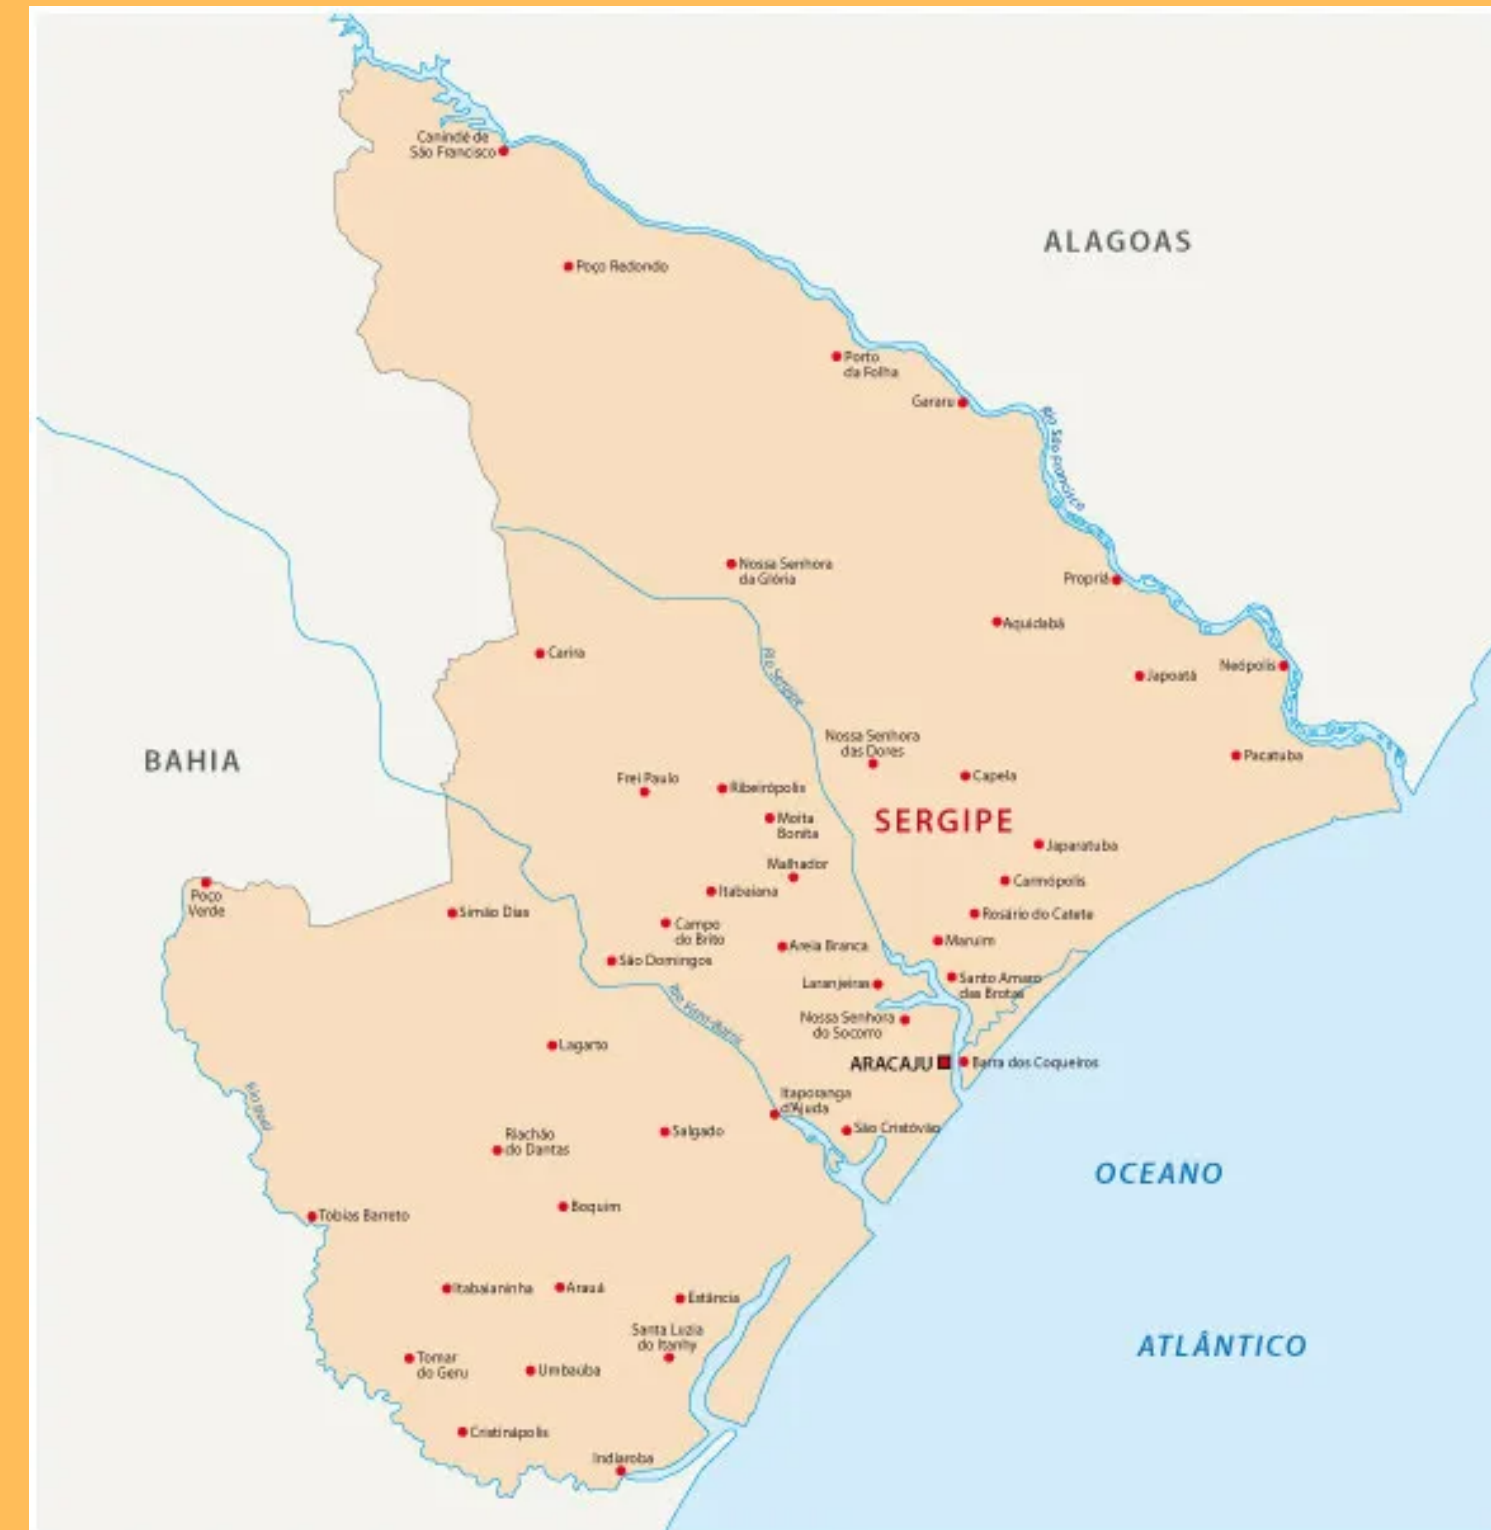 Canindé de
São Francisco
ALAGOAS
Poço Redondo
Porto
da Folha
Gararu
Rio São Francisco
Nossa Senhora
da Glória
Propriá
Aquidabã
Carira
Rio Sergipe
Neópolis
Japoatã
Nossa Senhora
das Dores
BAHIA
Pacatuba
Frei Paulo
Ribeirópolis
Capela
Moita
Bonita
SERGIPE
Japaratuba
Malhador
Carmópolis
Itabaiana
Poço
Verde
Simão Dias
Rosário do Catete
Campo
do Brito
Areia Branca
Maruim
São Domingos
Laranjeiras
Santo Amaro
das Brotas
Rio Vaza-Barris
Nossa Senhora
do Socorro
Lagarto
ARACAJU
Barra dos Coqueiros
Rio Real
Itaporanga
d'Ajuda
São Cristóvão
Salgado
Riachão
do Dantas
OCEANO
Boquim
Tobias Barreto
Itabaianinha
Arauá
Estância
Santa Luzia
do Itanhy
ATLÂNTICO
Tomar
do Geru
Umbaúba
Cristinápolis
Indiaroba